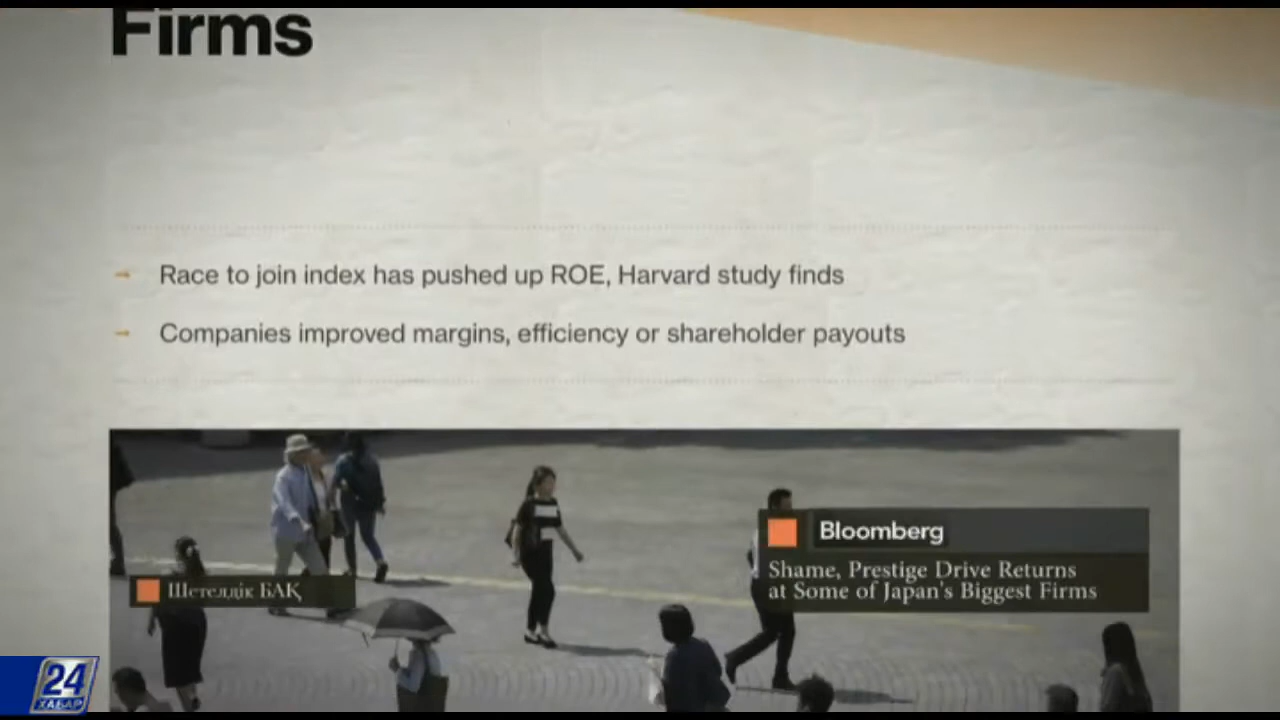 Firms
Race to join index has pushed up ROE, Harvard study finds
Companies improved margins, efficiency or shareholder payouts
Bloomberg
Shame, Prestige Drive Returns
at Some of Japan's Biggest Firms
Шетелдік БАҚ
24
ХАБАР